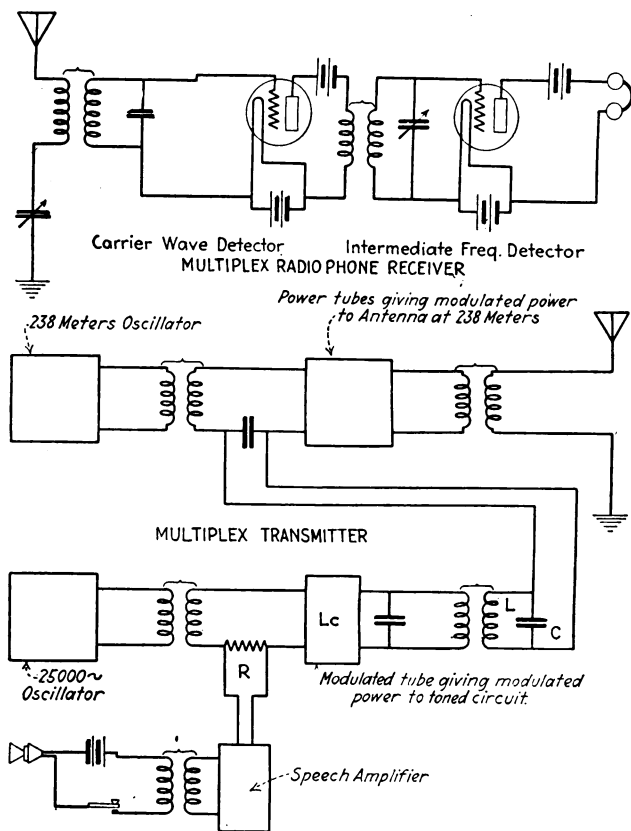 Carrier Wave Detector
Intermediate Freq. Detector
MULTIPLEX RADIO PHONE RECEIVER
Power tubes giving modulated power
to Antenna at 238 Meters
238 Meters Oscillator
MULTIPLEX TRANSMITTER
Lc
L
C
R
25000~
Oscillator
Modulated tube giving modulated
power to toned circuit.
Speech Amplifier